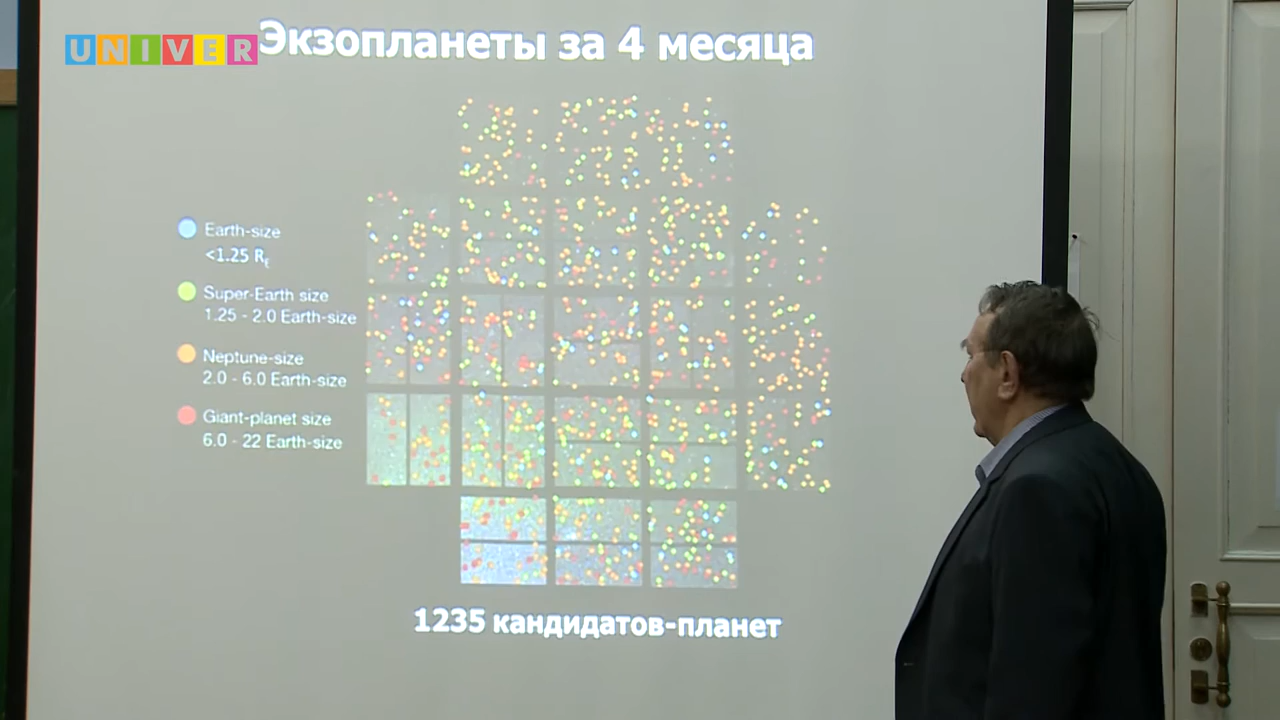 UNIVER
Экзопланеты за 4 месяца
Earth-size
<1.25 RE
Super-Earth size
1.25 - 2.0 Earth-size
Neptune-size
2.0 - 6.0 Earth-size
Giant-planet size
6.0 - 22 Earth-size
1235 кандидатов-планет